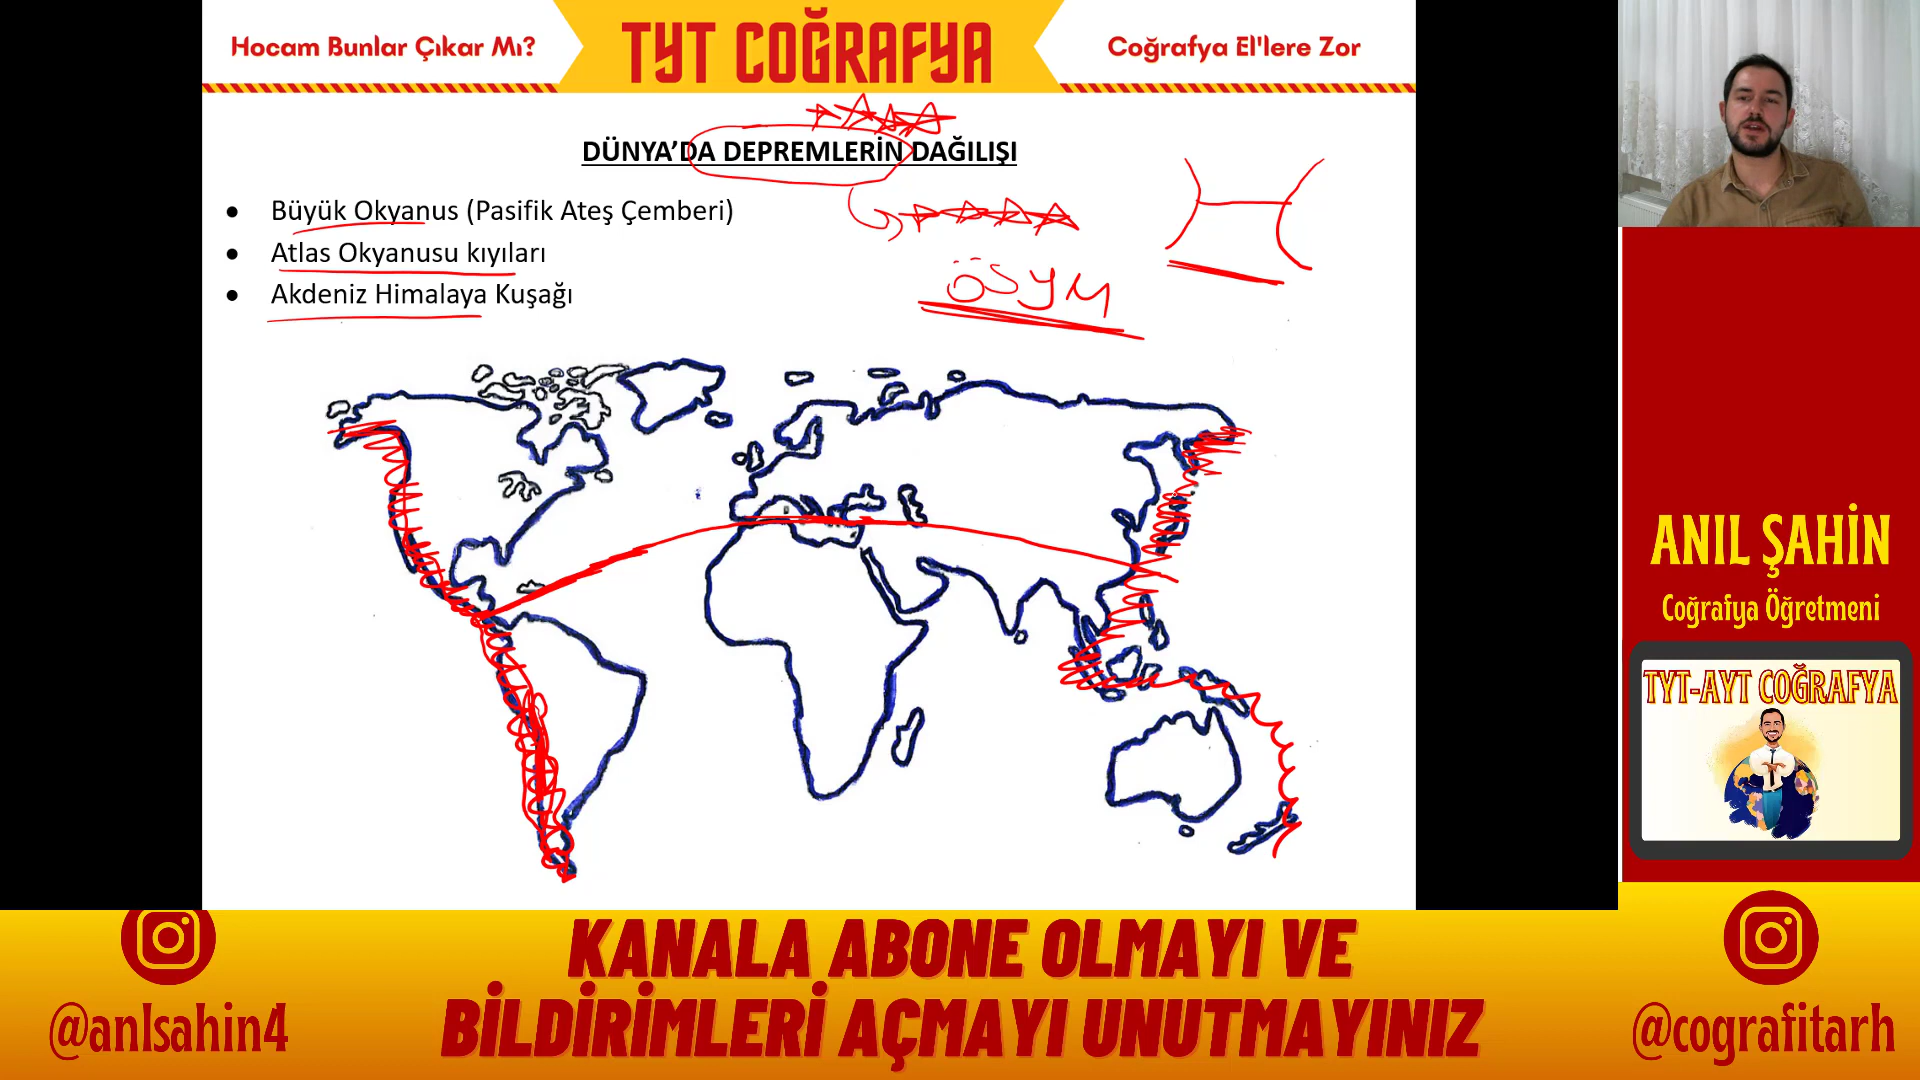 Hocam Bunlar Çıkar Mı?
TYT COĞRAFYA
Coğrafya El'lere Zor
DÜNYA'DA DEPREMLERİN DAĞILIŞI
● Büyük Okyanus (Pasifik Ateş Çemberi)
● Atlas Okyanusu kıyıları
● Akdeniz Himalaya Kuşağı
ÖSYM
ANIL ŞAHİN
Coğrafya Öğretmeni
TYT-AYT COĞRAFYA
KANALA ABONE OLMAYI VE
BİLDİRİMLERİ AÇMAYI UNUTMAYINIZ
@anlsahin4
@cografitarh